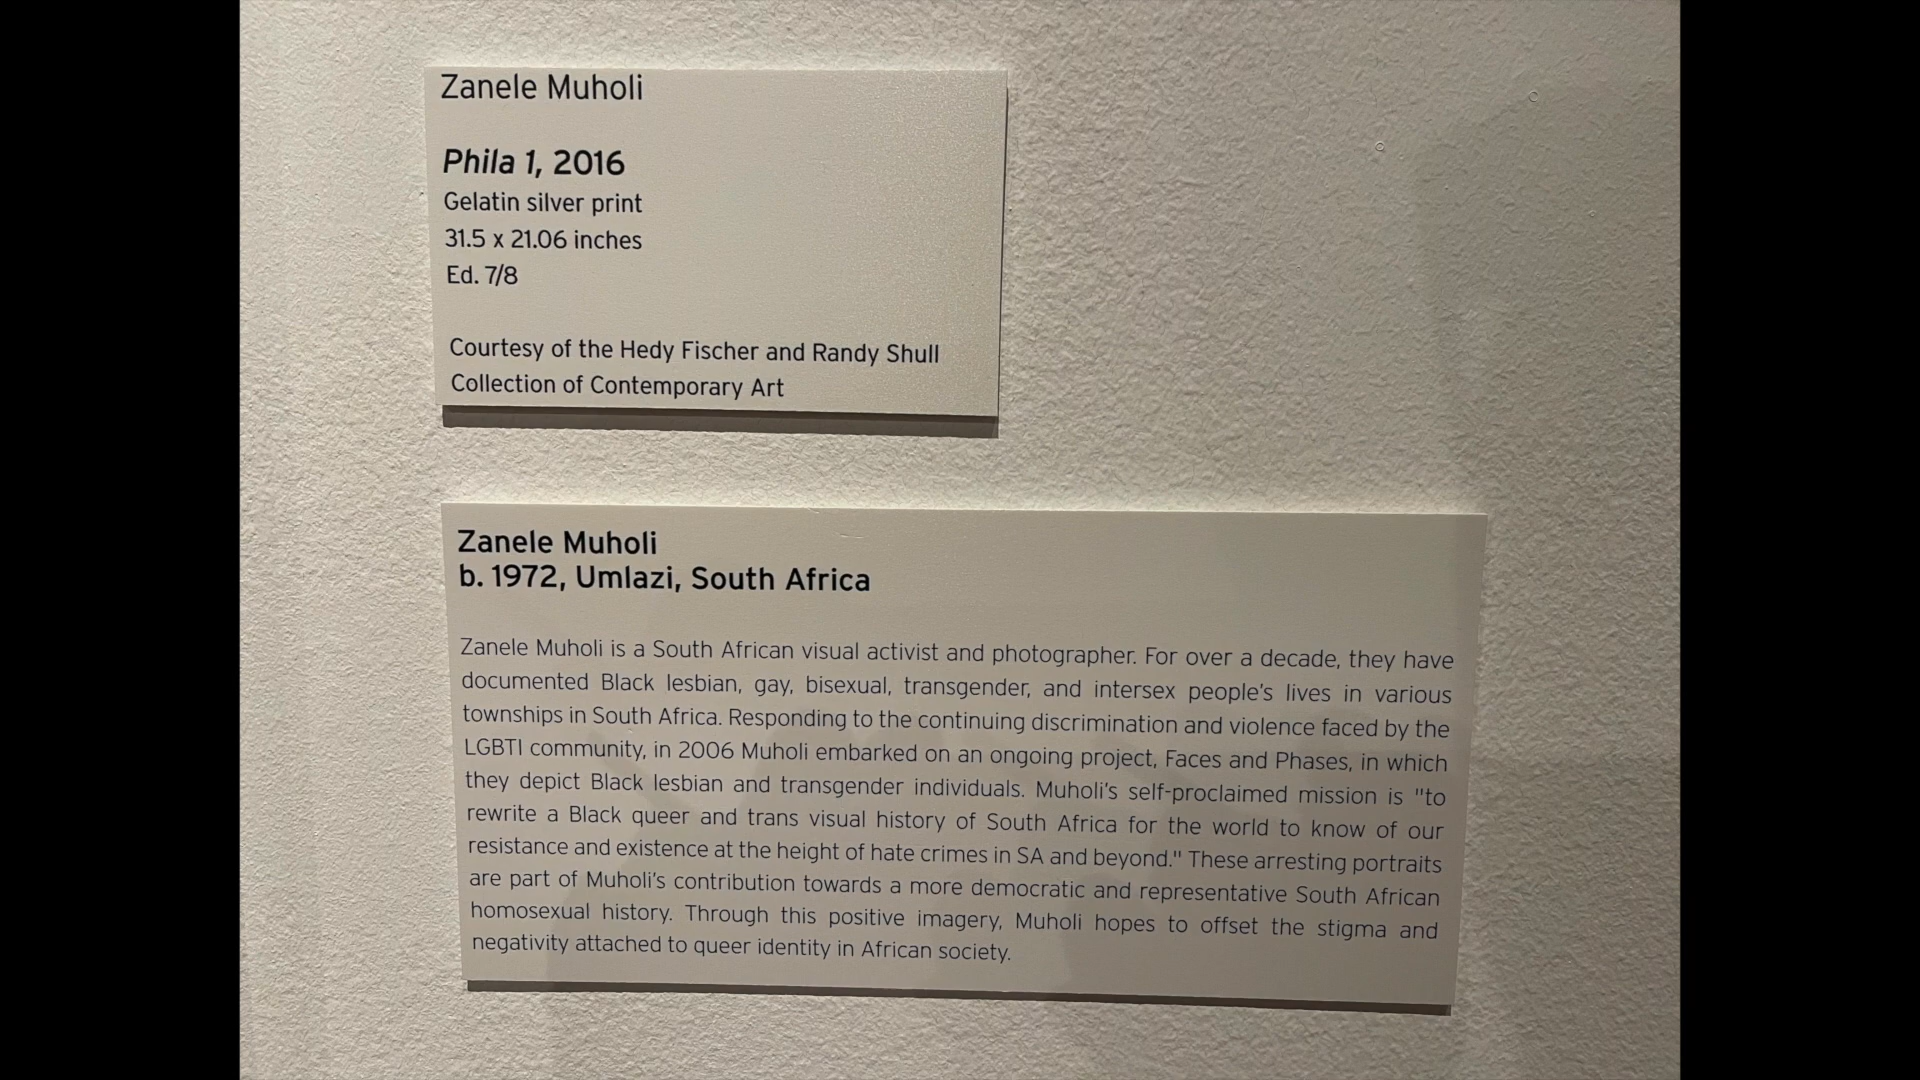 Zanele Muholi
Phila 1, 2016
Gelatin silver print
31.5 x 21.06 inches
Ed. 7/8
Courtesy of the Hedy Fischer and Randy Shull
Collection of Contemporary Art
Zanele Muholi
b. 1972, Umlazi, South Africa
Zanele Muholi is a South African visual activist and photographer. For over a decade, they have
documented Black lesbian, gay, bisexual, transgender, and intersex people's lives in various
townships in South Africa. Responding to the continuing discrimination and violence faced by the
LGBTI community, in 2006 Muholi embarked on an ongoing project, Faces and Phases, in which
they depict Black lesbian and transgender individuals. Muholi's self-proclaimed mission is "to
rewrite a Black queer and trans visual history of South Africa for the world to know of our
resistance and existence at the height of hate crimes in SA and beyond." These arresting portraits
are part of Muholi's contribution towards a more democratic and representative South African
homosexual history. Through this positive imagery, Muholi hopes to offset the stigma and
negativity attached to queer identity in African society.